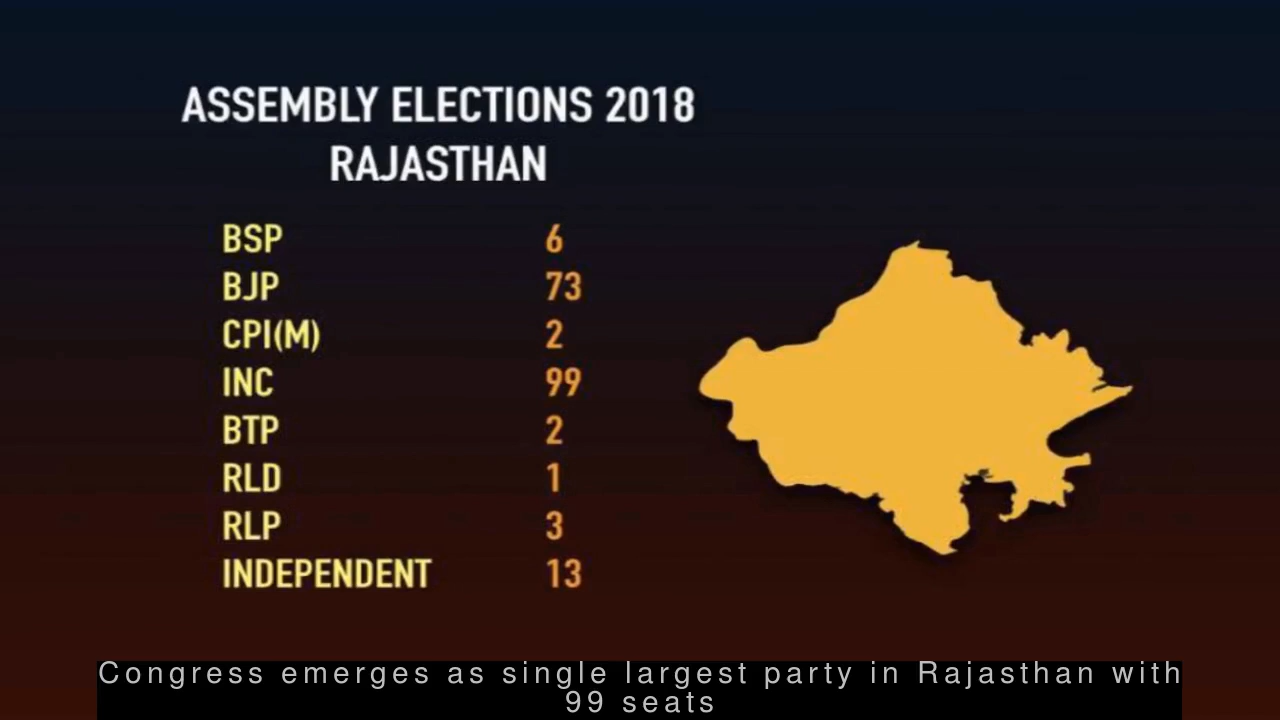 ASSEMBLY ELECTIONS 2018
RAJASTHAN
BSP 6
BJP 73
CPI(M) 2
INC 99
BTP 2
RLD 1
RLP 3
INDEPENDENT 13
Congress emerges as single largest party in Rajasthan with
99 seats